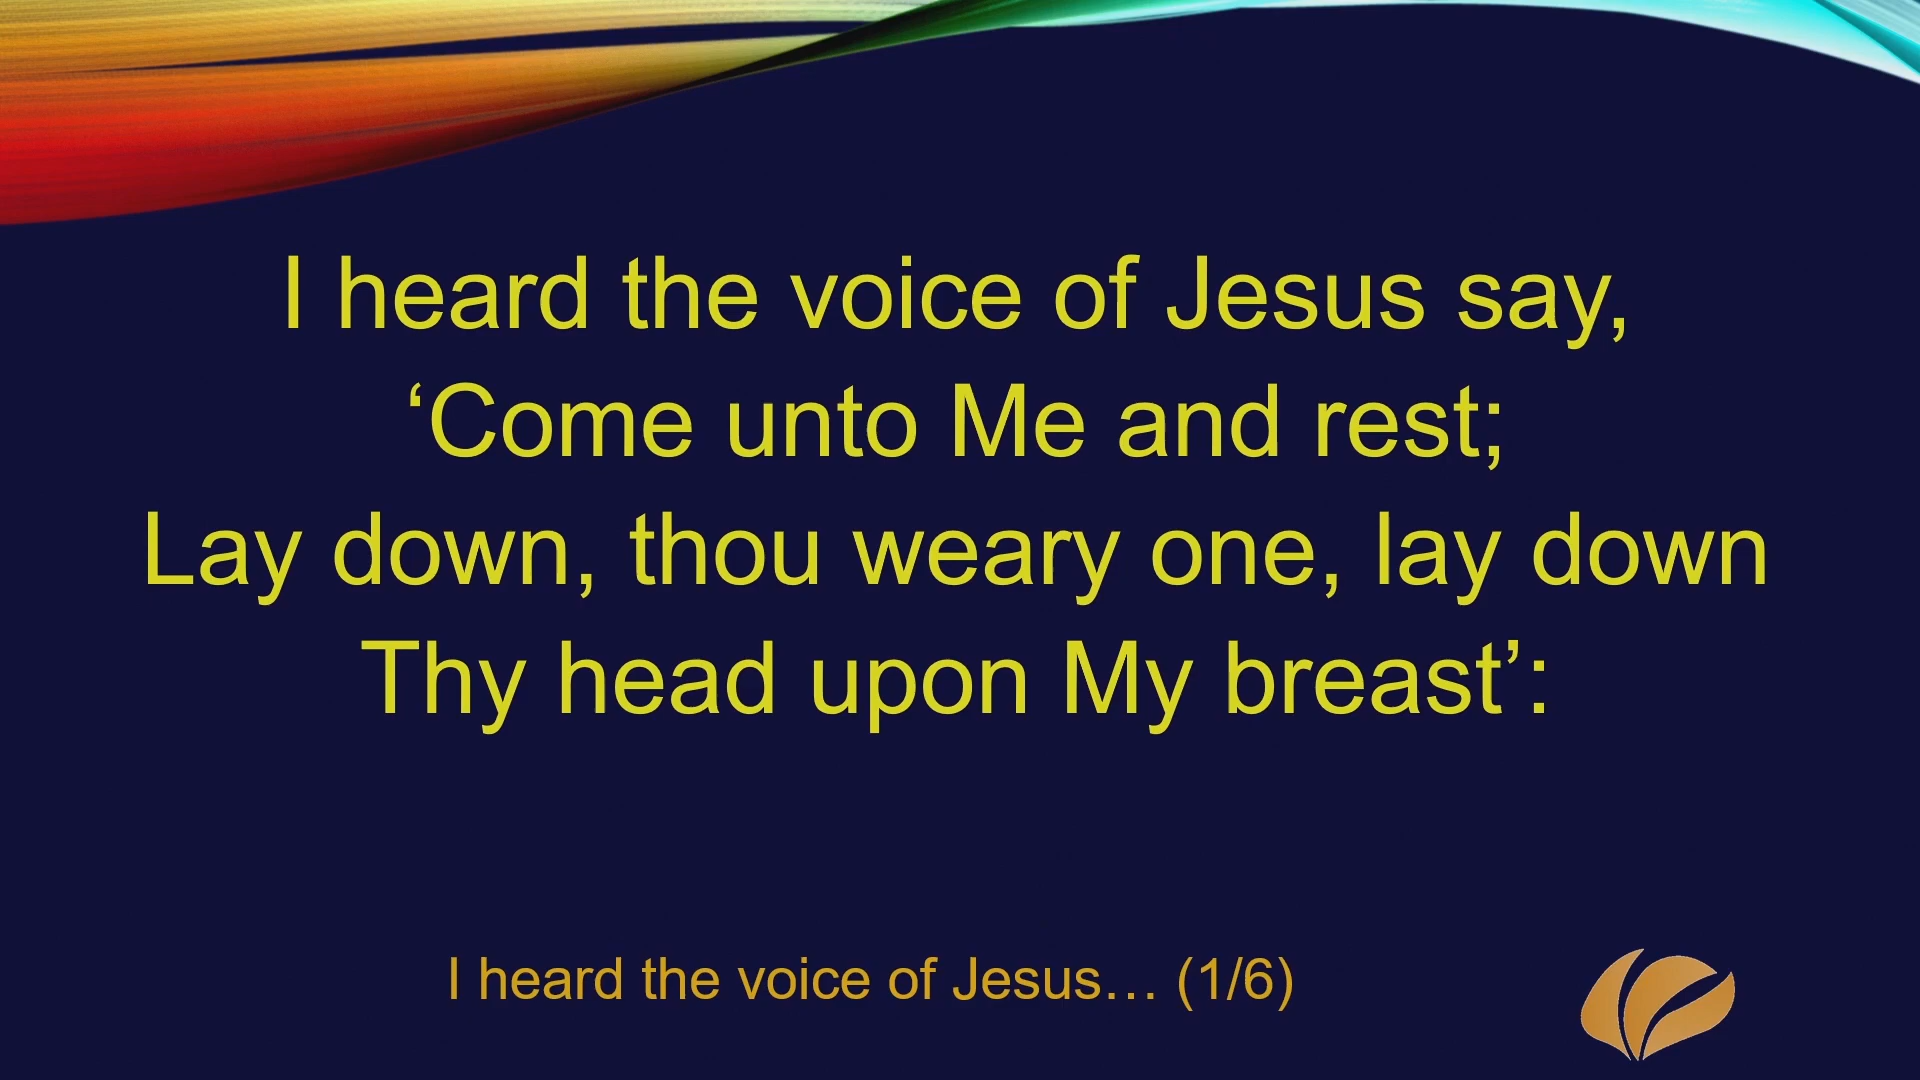 I heard the voice of Jesus say,
‘Come unto Me and rest;
Lay down, thou weary one, lay down
Thy head upon My breast’:
I heard the voice of Jesus… (1/6)